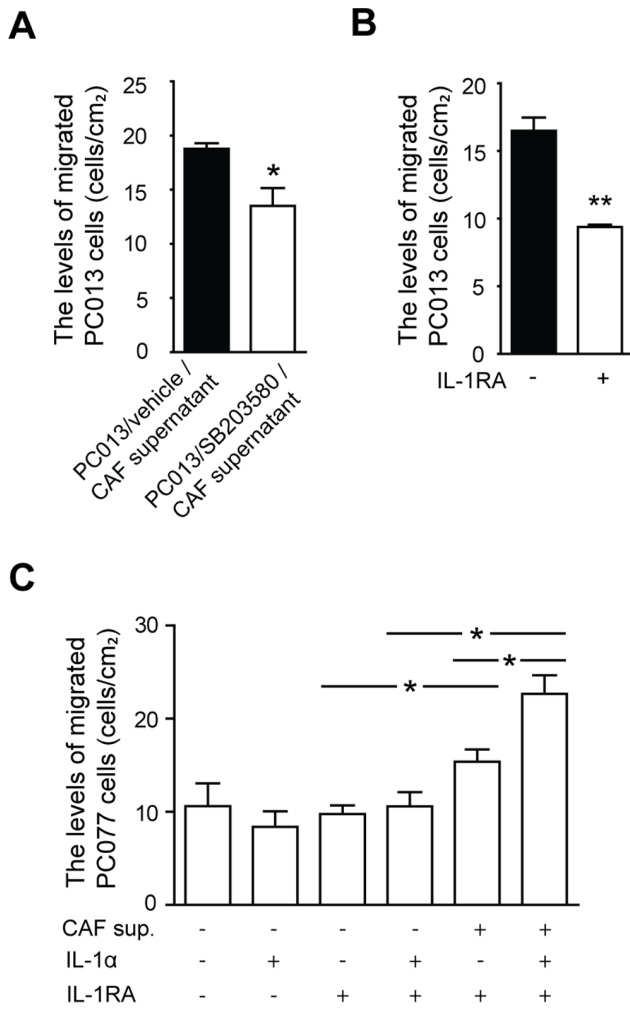 A
The levels of migrated
PC013 cells (cells/cm₂)
25
20
15
10
5
0
*
PC013/vehicle /
CAF supernatant
PC013/SB203580 /
CAF supernatant
B
The levels of migrated
PC013 cells (cells/cm₂)
20
15
10
5
0
**
IL-1RA - +
C
The levels of migrated
PC077 cells (cells/cm₂)
30
20
10
0
*
*
*
CAF sup. - - - - + +
IL-1α - + - + - +
IL-1RA - - + + + +